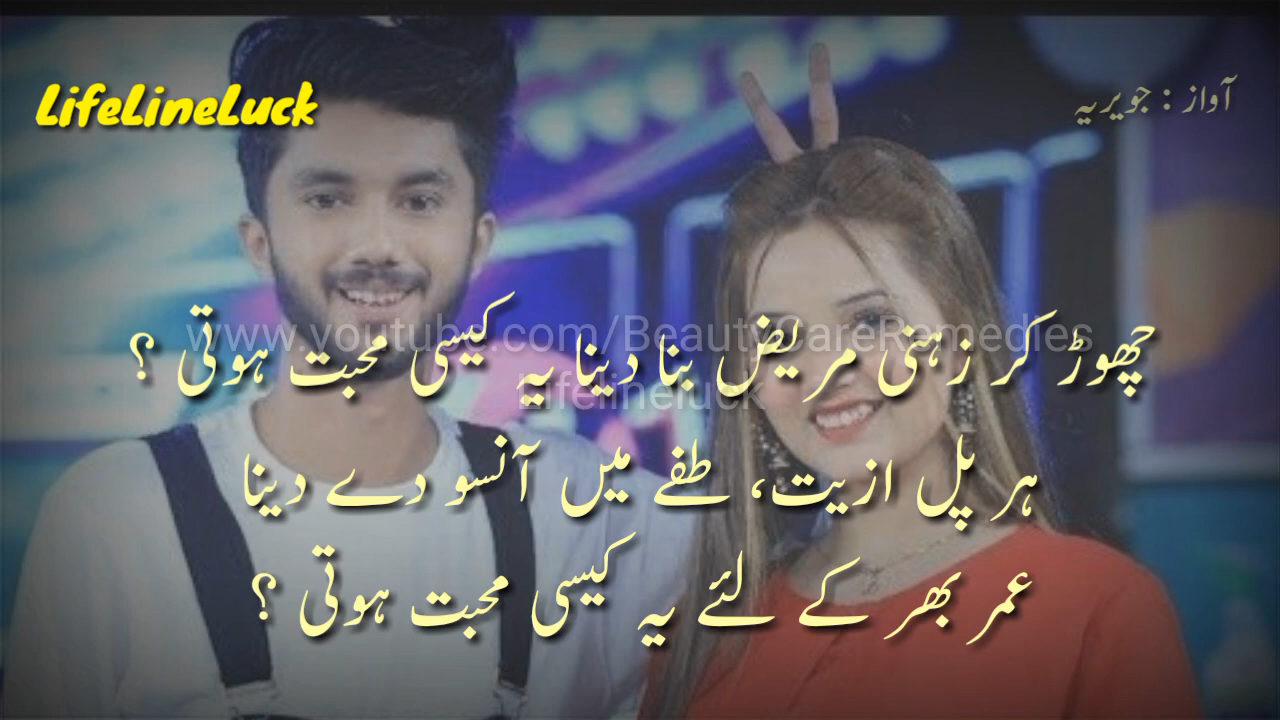 LifeLineLuck
آواز : جویریہ
www.youtube.com/BeautyCareRemedies
Lifelineluck
چھوڑ کر زہنی مریض بنا دینا یہ کیسی محبت ہوتی ؟
ہر پل ازیت، طفے میں آنسو دے دینا
عمر بھر کے لئے یہ کیسی محبت ہوتی ؟